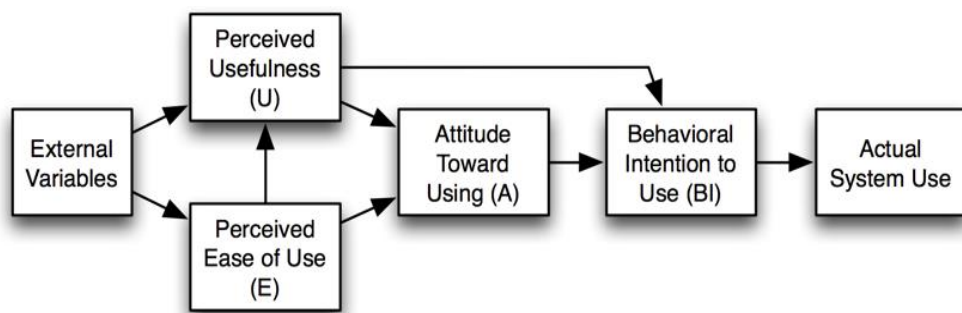 External
Variables
Perceived
Usefulness
(U)
Perceived
Ease of Use
(E)
Attitude
Toward
Using (A)
Behavioral
Intention to
Use (BI)
Actual
System Use